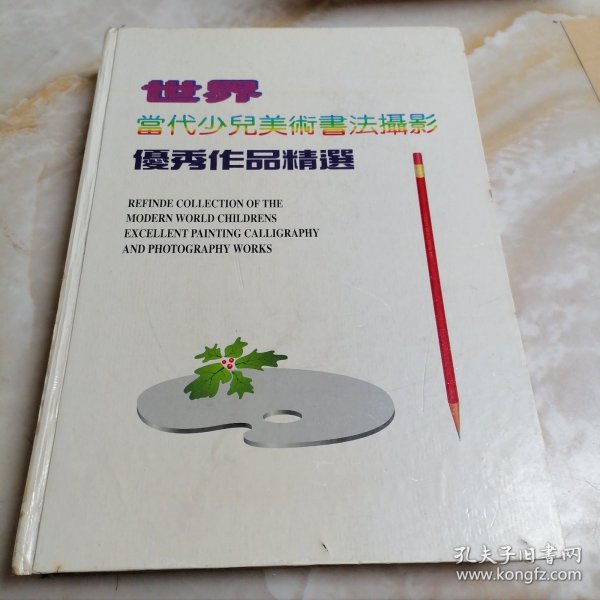 世界
當代少兒美術書法攝影
優秀作品精選
REFINDE COLLECTION OF THE
MODERN WORLD CHILDRENS
EXCELLENT PAINTING CALLIGRAPHY
AND PHOTOGRAPHY WORKS
孔夫子旧书网
www.kongfz.com